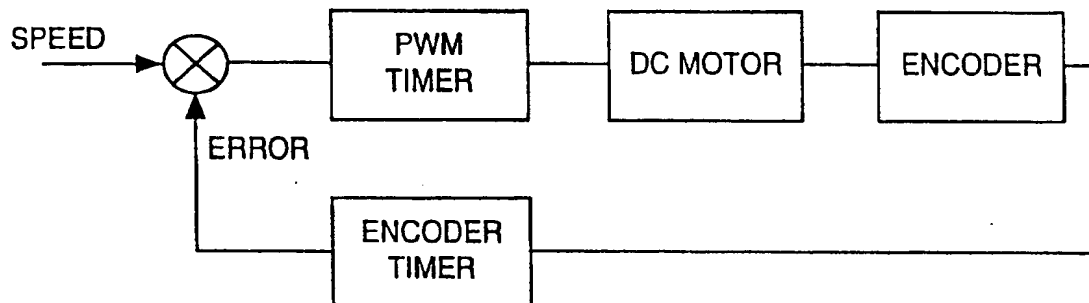 SPEED
PWM
TIMER
DC MOTOR
ENCODER
ERROR
ENCODER
TIMER